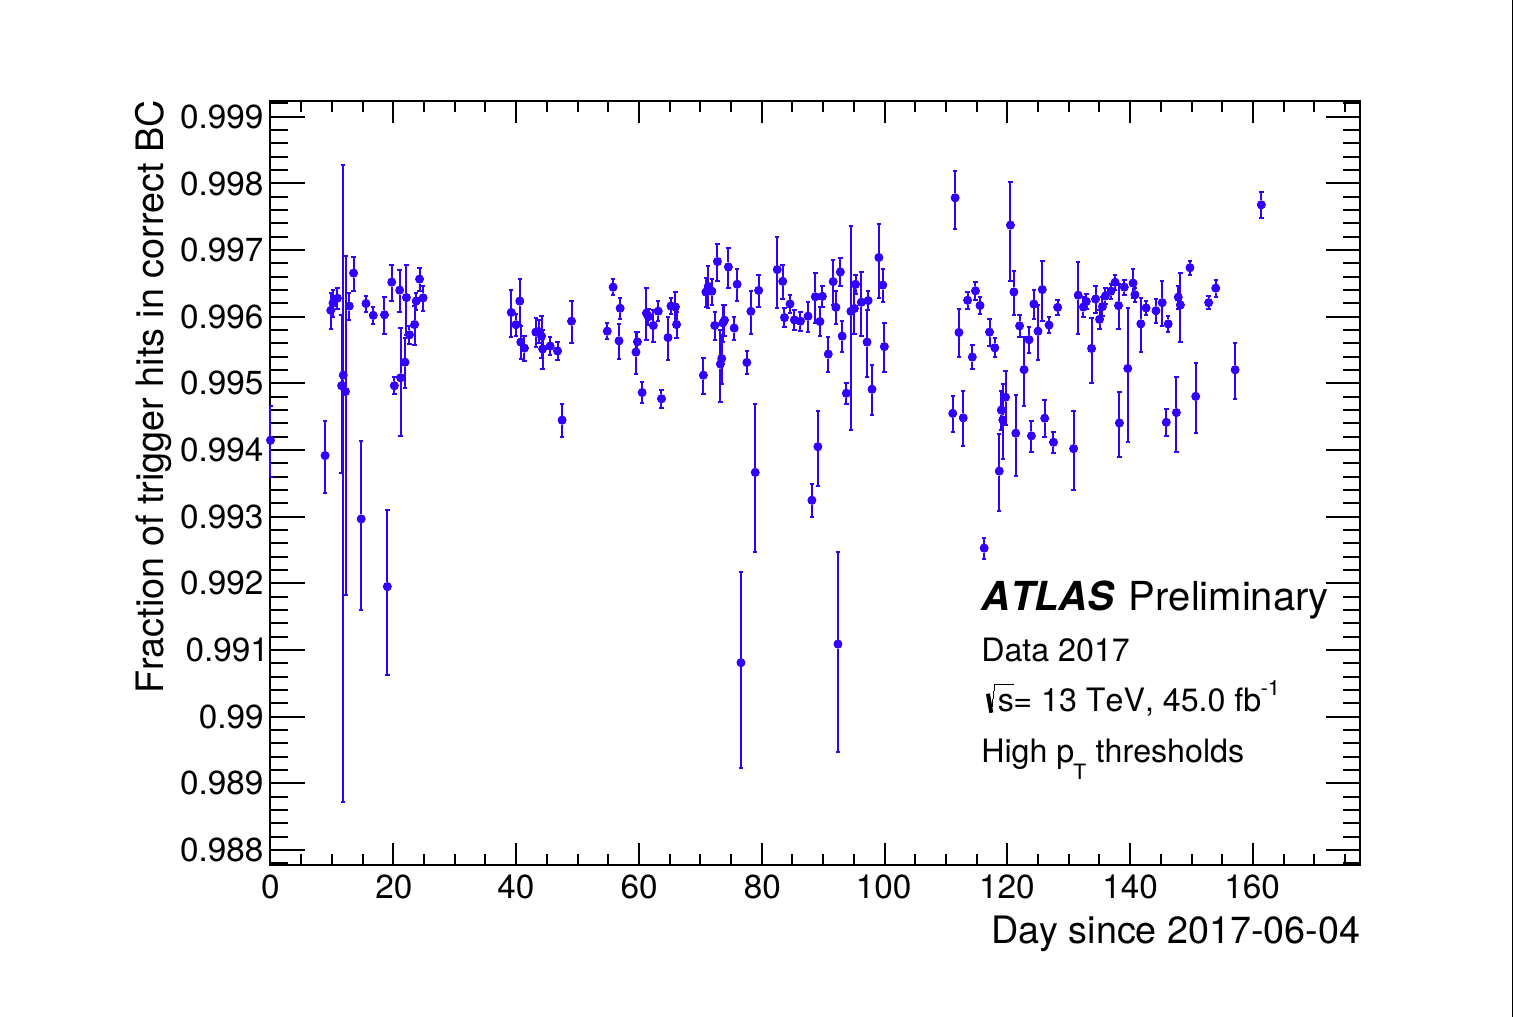 Fraction of trigger hits in correct BC
0.999
0.998
0.997
0.996
0.995
0.994
0.993
0.992
0.991
0.99
0.989
0.988
ATLAS Preliminary
Data 2017
√s= 13 TeV, 45.0 fb⁻¹
High p_T thresholds
0 20 40 60 80 100 120 140 160
Day since 2017-06-04